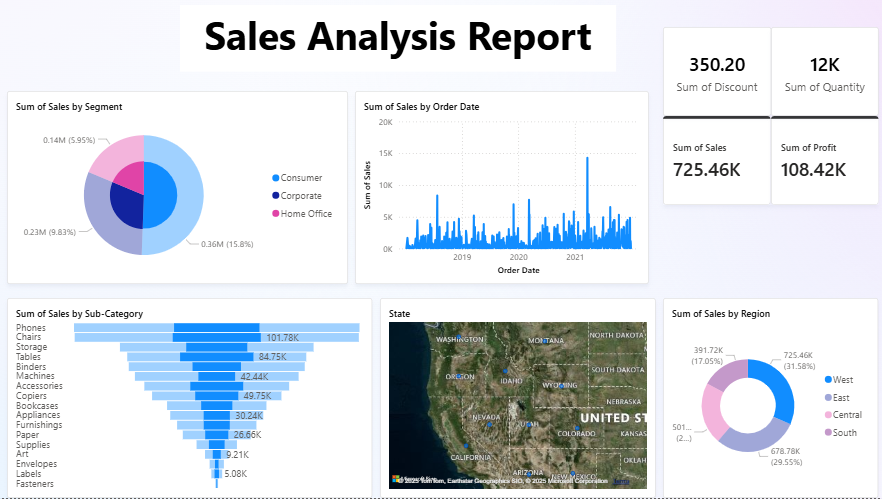 Sales Analysis Report
350.20
Sum of Discount
12K
Sum of Quantity
Sum of Sales
725.46K
Sum of Profit
108.42K
Sum of Sales by Segment
0.14M (5.95%)
0.23M (9.83%)
0.36M (15.8%)
Consumer
Corporate
Home Office
Sum of Sales by Order Date
Sum of Sales
20K
15K
10K
5K
0K
2019
2020
2021
Order Date
Sum of Sales by Sub-Category
Phones
Chairs
101.78K
Storage
Tables
84.75K
Binders
Machines
42.44K
Accessories
Copiers
49.75K
Bookcases
Appliances
30.24K
Furnishings
Paper
26.66K
Supplies
Art
9.21K
Envelopes
Labels
5.08K
Fasteners
State
WASHINGTON
MONTANA
NORTH DAKOTA
OREGON
IDAHO
SOUTH DAKOTA
WYOMING
NEBRASKA
NEVADA
UTAH
UNITED ST
COLORADO
KANSAS
CALIFORNIA
OKLAH
ARIZONA
NEW MEXICO
© 2025 TomTom, Earthstar Geographics SIO, © 2025 Microsoft Corporation
Sum of Sales by Region
391.72K
(17.05%)
725.46K
(31.58%)
501...
(2...)
678.78K
(29.55%)
West
East
Central
South